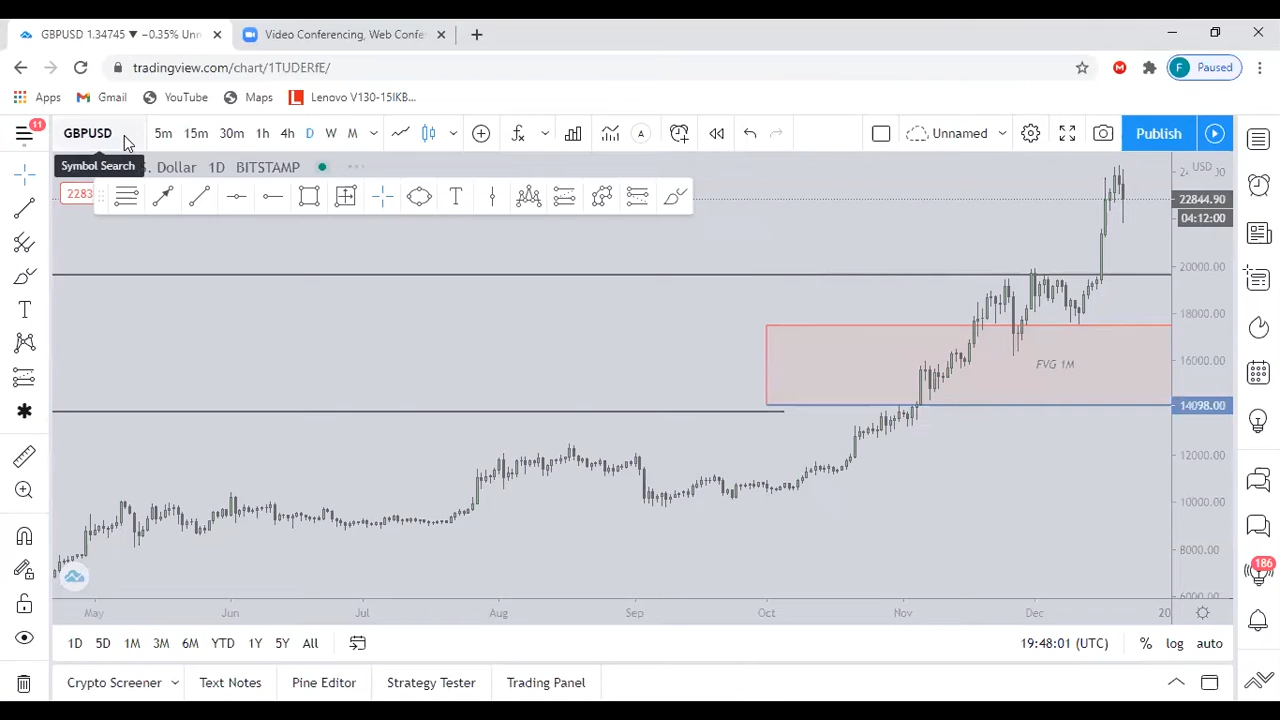 GBPUSD 1.34745 ▼ −0.35% Unn
Video Conferencing, Web Confe
tradingview.com/chart/1TUDERfE/
F Paused
Apps
Gmail
YouTube
Maps
Lenovo V130-15IKB...
11
GBPUSD
5m 15m 30m 1h 4h D W M
A
Unnamed
Publish
Symbol Search
. Dollar 1D BITSTAMP
2283
USD
22844.90
04:12:00
20000.00
18000.00
16000.00
FVG 1M
14098.00
12000.00
10000.00
8000.00
6000.00
May Jun Jul Aug Sep Oct Nov Dec 20
1D 5D 1M 3M 6M YTD 1Y 5Y All
19:48:01 (UTC) % log auto
186
Crypto Screener Text Notes Pine Editor Strategy Tester Trading Panel